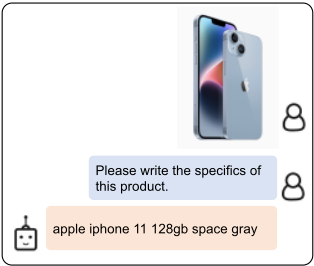 Please write the specifics of
this product.
apple iphone 11 128gb space gray